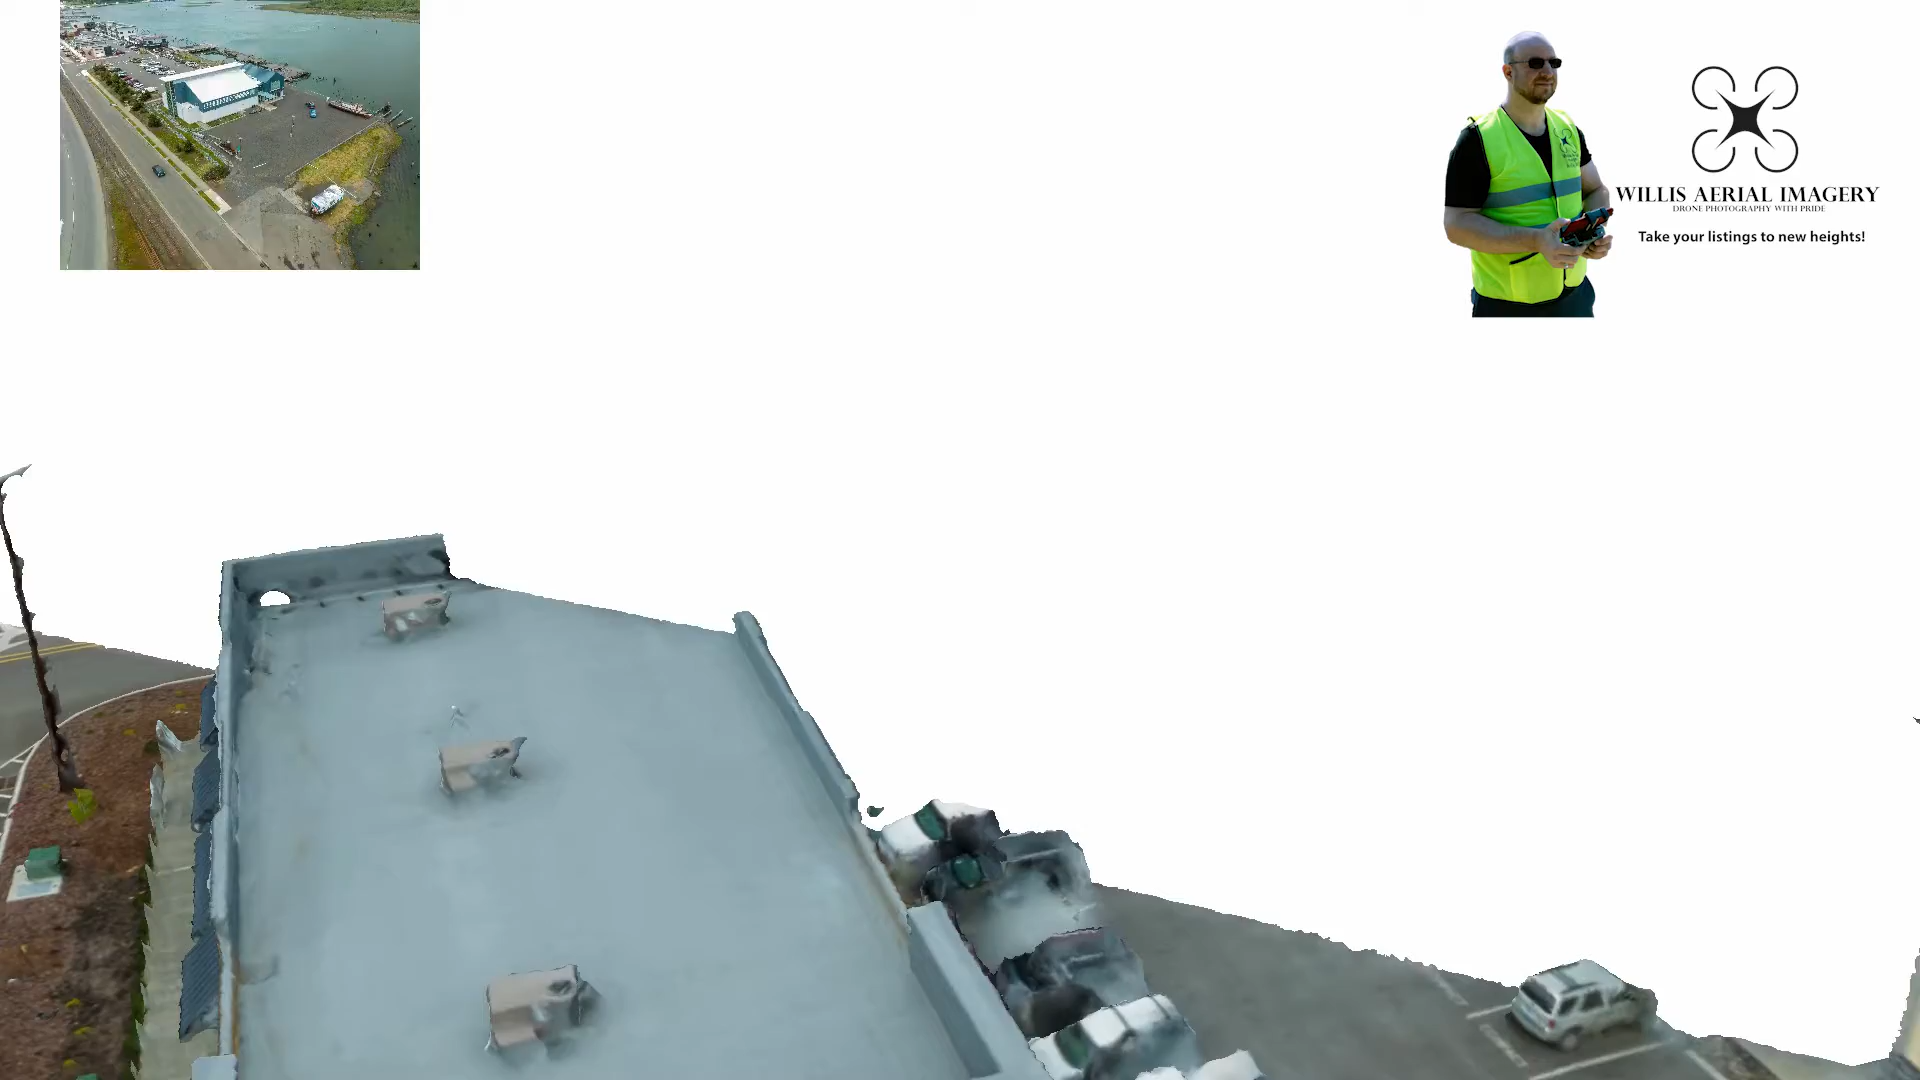 WILLIS AERIAL IMAGERY
DRONE PHOTOGRAPHY WITH PRIDE
Take your listings to new heights!